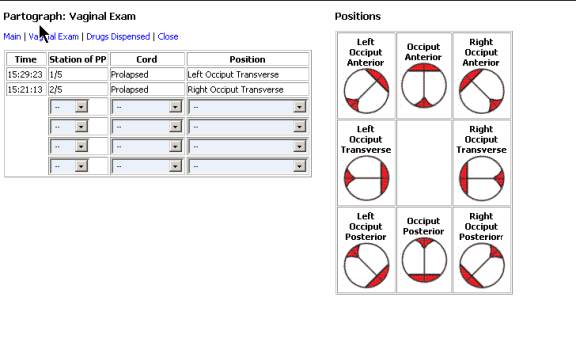 Partograph: Vaginal Exam
Main | Vaginal Exam | Drugs Dispensed | Close
Time Station of PP Cord Position
15:29:23 1/5 Prolapsed Left Occiput Transverse
15:21:13 2/5 Prolapsed Right Occiput Transverse
-- -- --
-- -- --
-- -- --
-- -- --
Positions
Left Occiput Anterior
Occiput Anterior
Right Occiput Anterior
Left Occiput Transverse
Right Occiput Transverse
Left Occiput Posterior
Occiput Posterior
Right Occiput Posterior